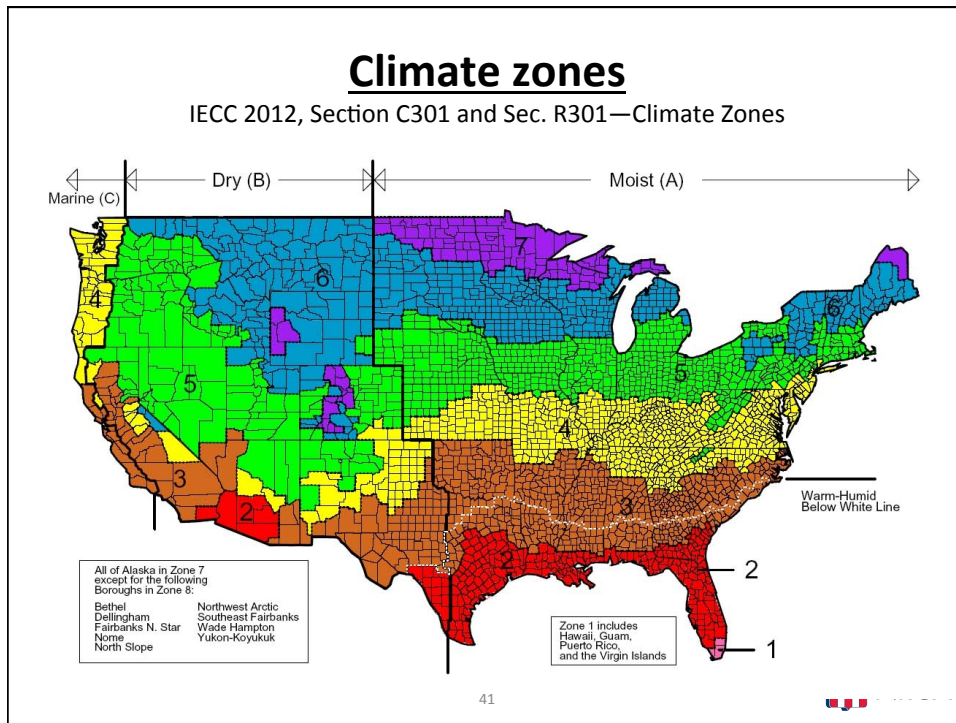 Climate zones
IECC 2012, Section C301 and Sec. R301—Climate Zones
Marine (C)
Dry (B)
Moist (A)
7
6
6
4
5
5
4
3
3
Warm-Humid
Below White Line
2
2
2
All of Alaska in Zone 7
except for the following
Boroughs in Zone 8:
Bethel
Northwest Arctic
Dellingham
Southeast Fairbanks
Fairbanks N. Star
Wade Hampton
Nome
Yukon-Koyukuk
North Slope
Zone 1 includes
Hawaii, Guam,
Puerto Rico,
and the Virgin Islands
1
41